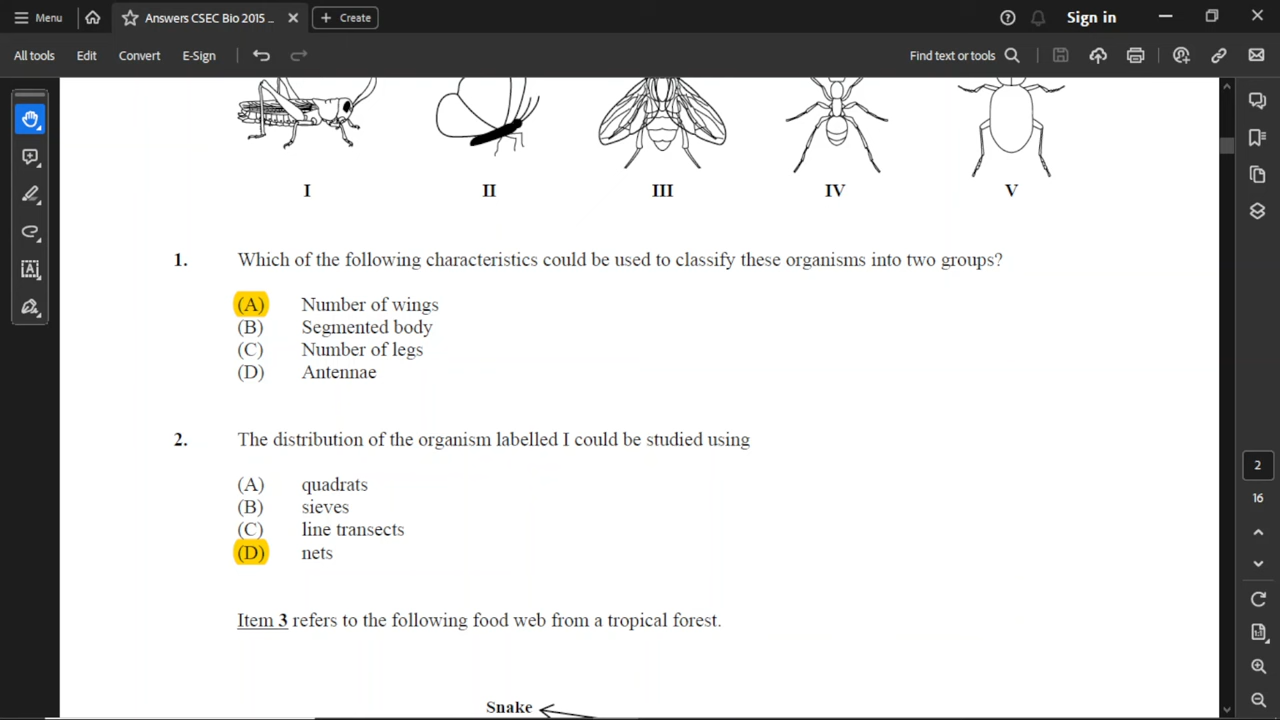 Menu
Answers CSEC Bio 2015 ...
Create
Sign in
All tools
Edit
Convert
E-Sign
Find text or tools
I
II
III
IV
V
1. Which of the following characteristics could be used to classify these organisms into two groups?
(A) Number of wings
(B) Segmented body
(C) Number of legs
(D) Antennae
2. The distribution of the organism labelled I could be studied using
(A) quadrats
(B) sieves
(C) line transects
(D) nets
2
16
Item 3 refers to the following food web from a tropical forest.
Snake